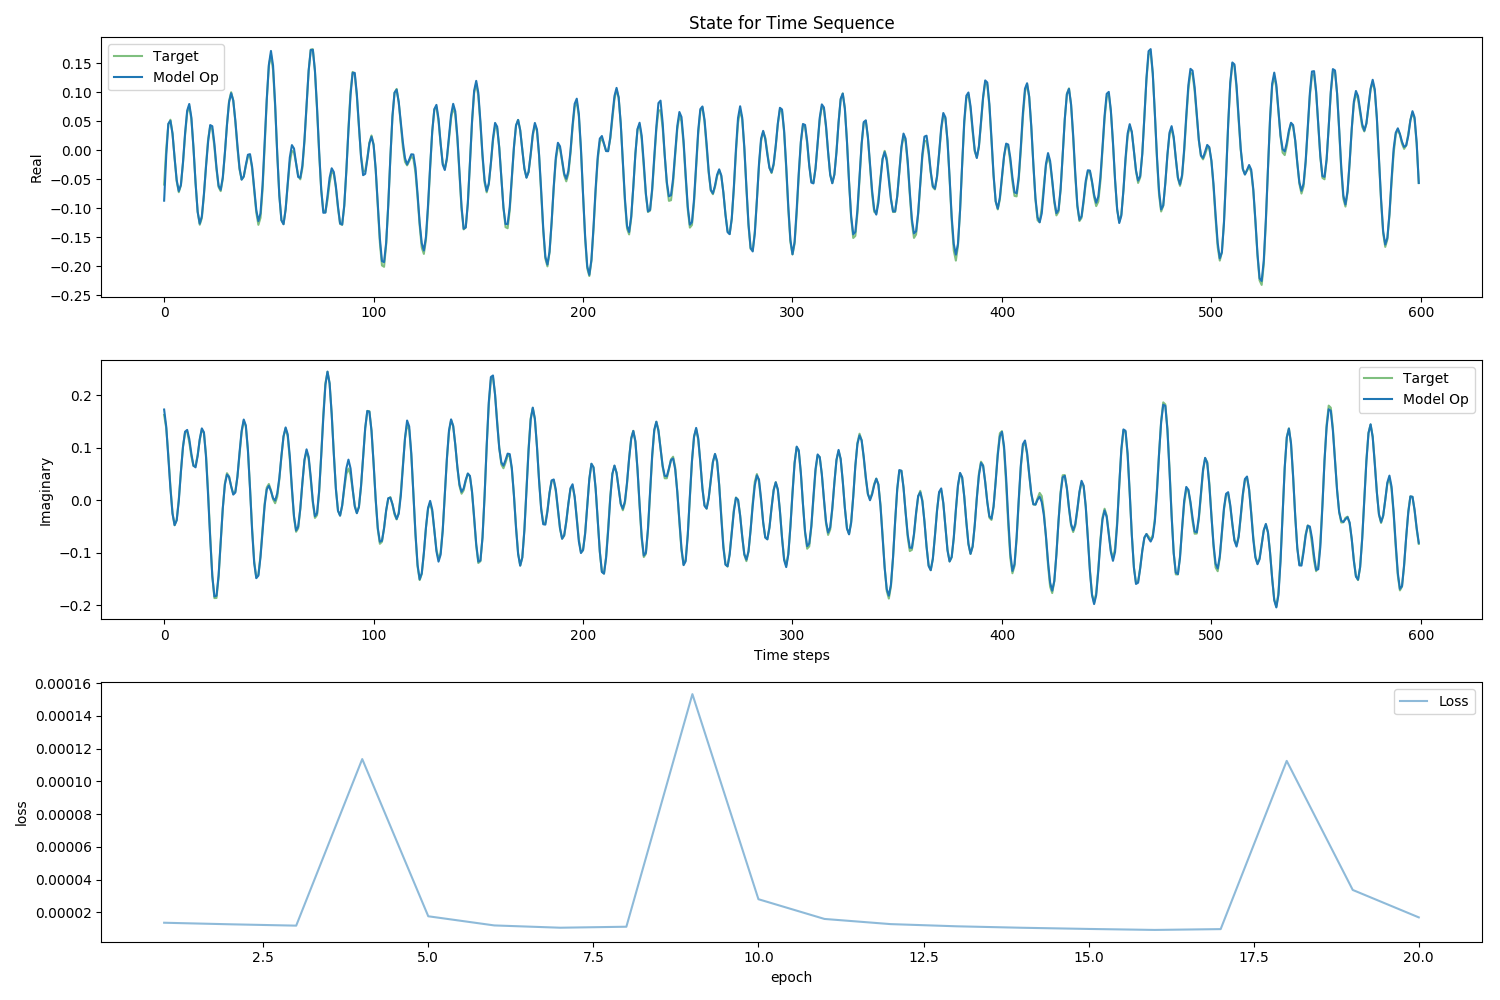 State for Time Sequence
Real
0.15
0.10
0.05
0.00
−0.05
−0.10
−0.15
−0.20
−0.25
Target
Model Op
0 100 200 300 400 500 600
Imaginary
0.2
0.1
0.0
−0.1
−0.2
Target
Model Op
0 100 200 300 400 500 600
Time steps
loss
0.00016
0.00014
0.00012
0.00010
0.00008
0.00006
0.00004
0.00002
Loss
2.5 5.0 7.5 10.0 12.5 15.0 17.5 20.0
epoch